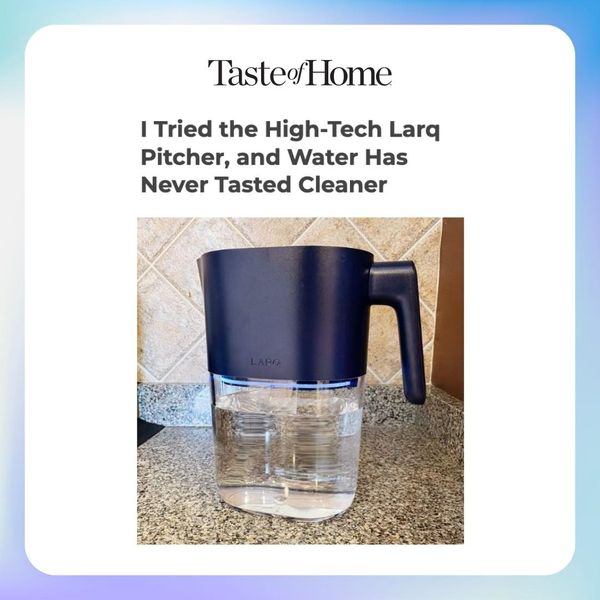 Taste of Home
I Tried the High-Tech Larq
Pitcher, and Water Has
Never Tasted Cleaner
LARQ